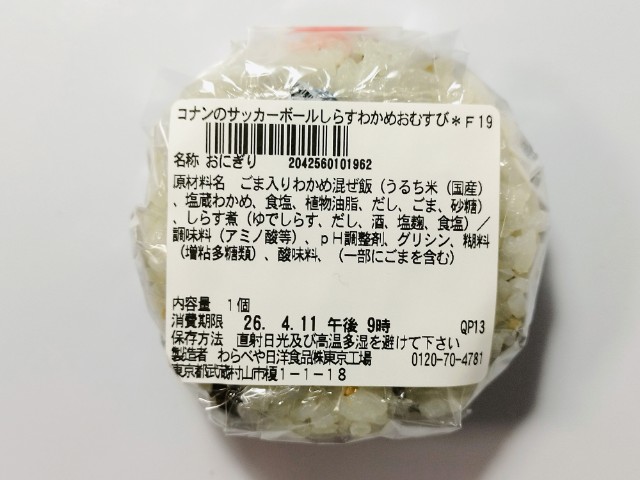 コナンのサッカーボールしらすわかめおむすび＊Ｆ19
名称 おにぎり 2042560101962
原材料名 ごま入りわかめ混ぜ飯（うるち米（国産）
、塩蔵わかめ、食塩、植物油脂、だし、ごま、砂糖）
、しらす煮（ゆでしらす、だし、酒、塩麹、食塩）／
調味料（アミノ酸等）、ｐＨ調整剤、グリシン、糊料
（増粘多糖類）、酸味料、（一部にごまを含む）
内容量 １個
消費期限 26. 4.11 午後 9時 QP13
保存方法 直射日光及び高温多湿を避けて下さい
製造者 わらべや日洋食品㈱東京工場 0120-70-4781
東京都武蔵村山市榎１－１－１８